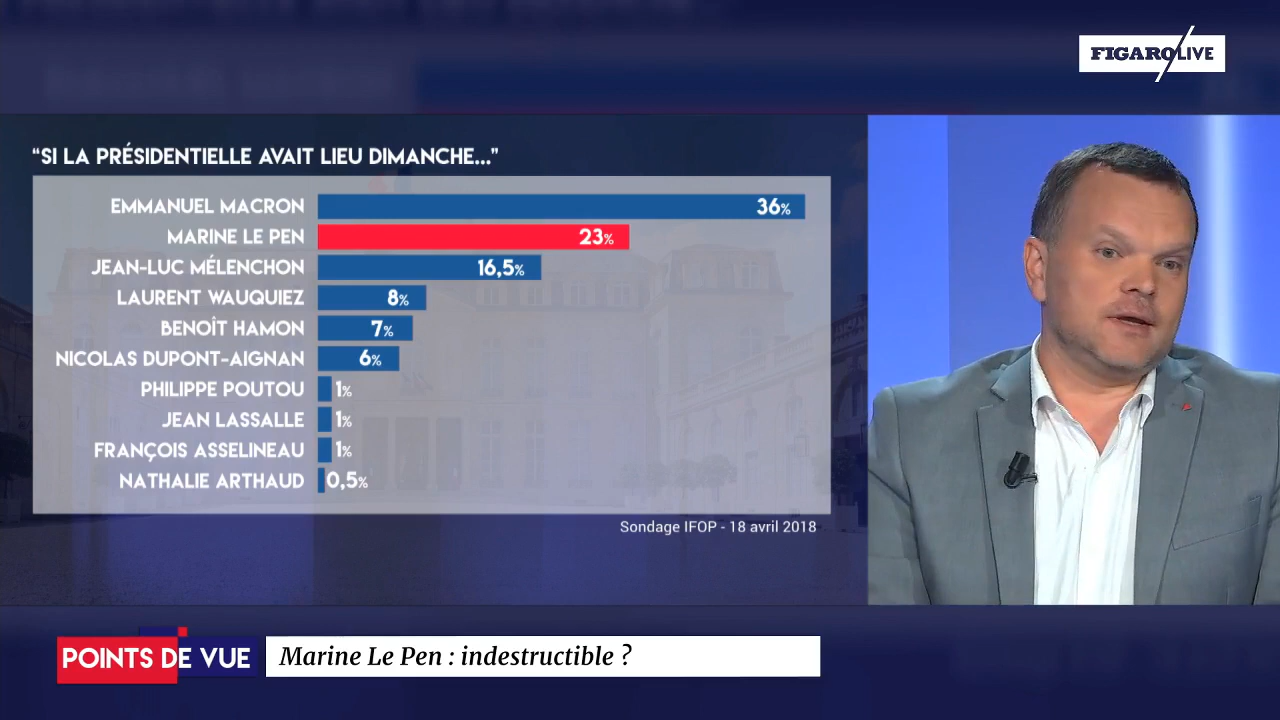 FIGAROLIVE
“SI LA PRÉSIDENTIELLE AVAIT LIEU DIMANCHE...”
EMMANUEL MACRON 36%
MARINE LE PEN 23%
JEAN-LUC MÉLENCHON 16,5%
LAURENT WAUQUIEZ 8%
BENOÎT HAMON 7%
NICOLAS DUPONT-AIGNAN 6%
PHILIPPE POUTOU 1%
JEAN LASSALLE 1%
FRANÇOIS ASSELINEAU 1%
NATHALIE ARTHAUD 0,5%
Sondage IFOP - 18 avril 2018
POINTS DE VUE
Marine Le Pen : indestructible ?